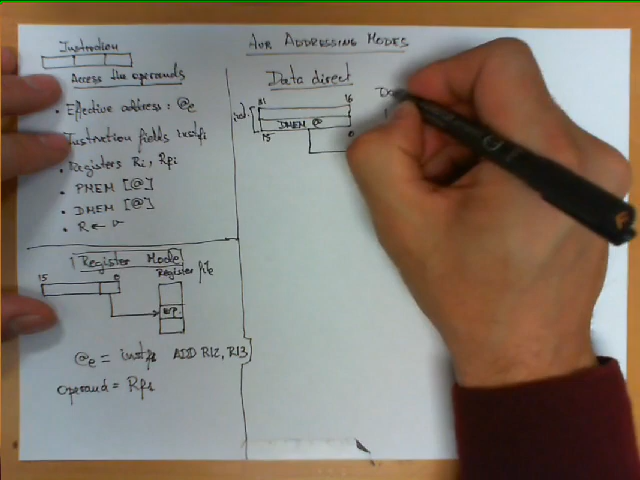 AVR ADDRESSING MODES
Instruction
Access the operands
• Effective address: @e
• Instruction fields instfi
• Registers Ri, Rfi
• PMEM [@]
• DMEM [@]
• R ← V
1 Register Mode
Register file
15 0
op.
@e = instfi ADD R12, R13
operand = Rfi
Data direct
31 16
DMEM @
15 0